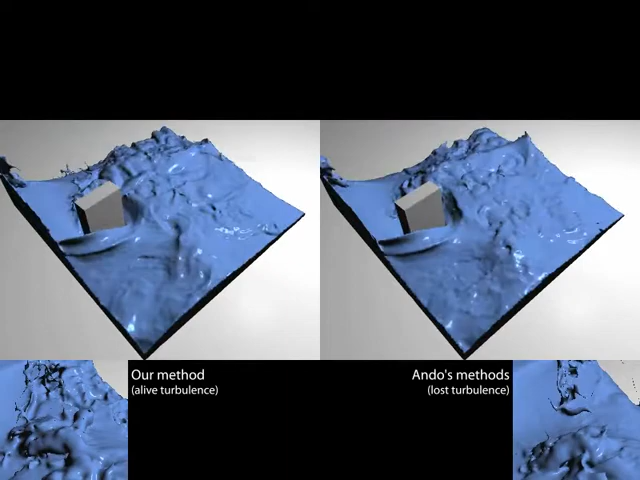 Our method
(alive turbulence)
Ando's methods
(lost turbulence)